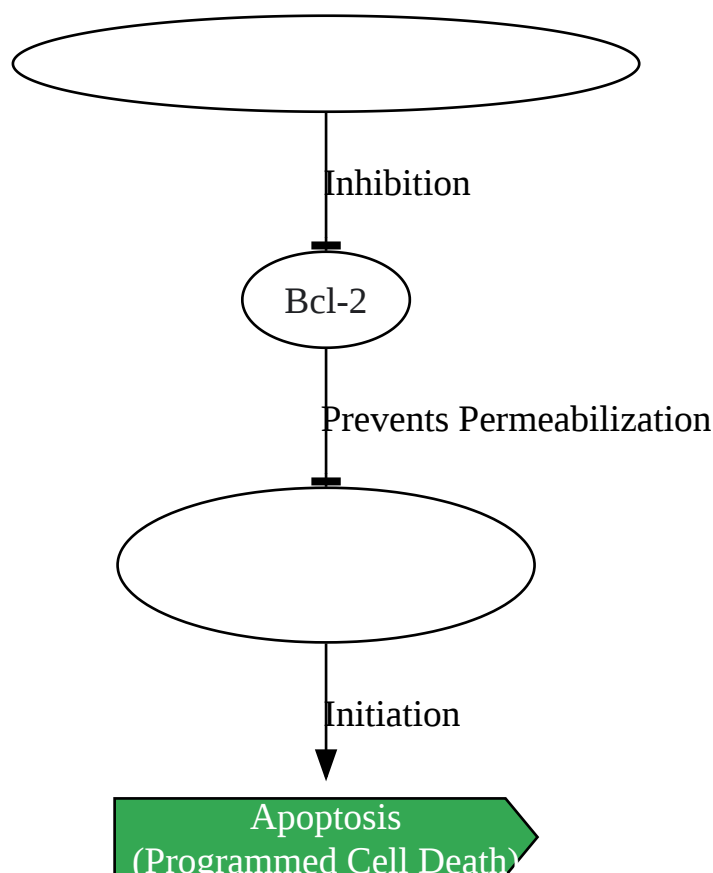 Inhibition
Bcl-2
Prevents Permeabilization
Initiation
Apoptosis
(Programmed Cell Death)